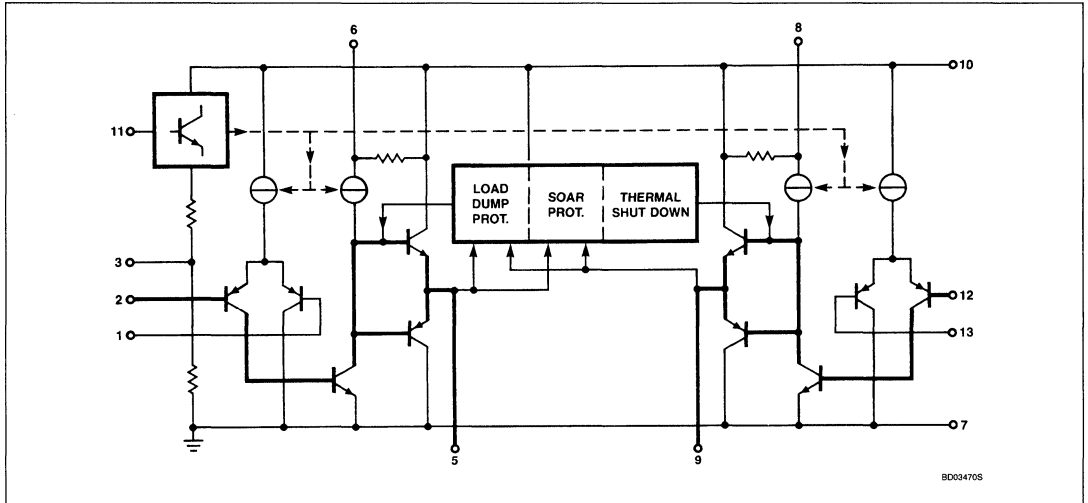 6
8
10
11
LOAD
DUMP
PROT.
SOAR
PROT.
THERMAL
SHUT DOWN
3
2
12
1
13
7
5
9
BD03470S